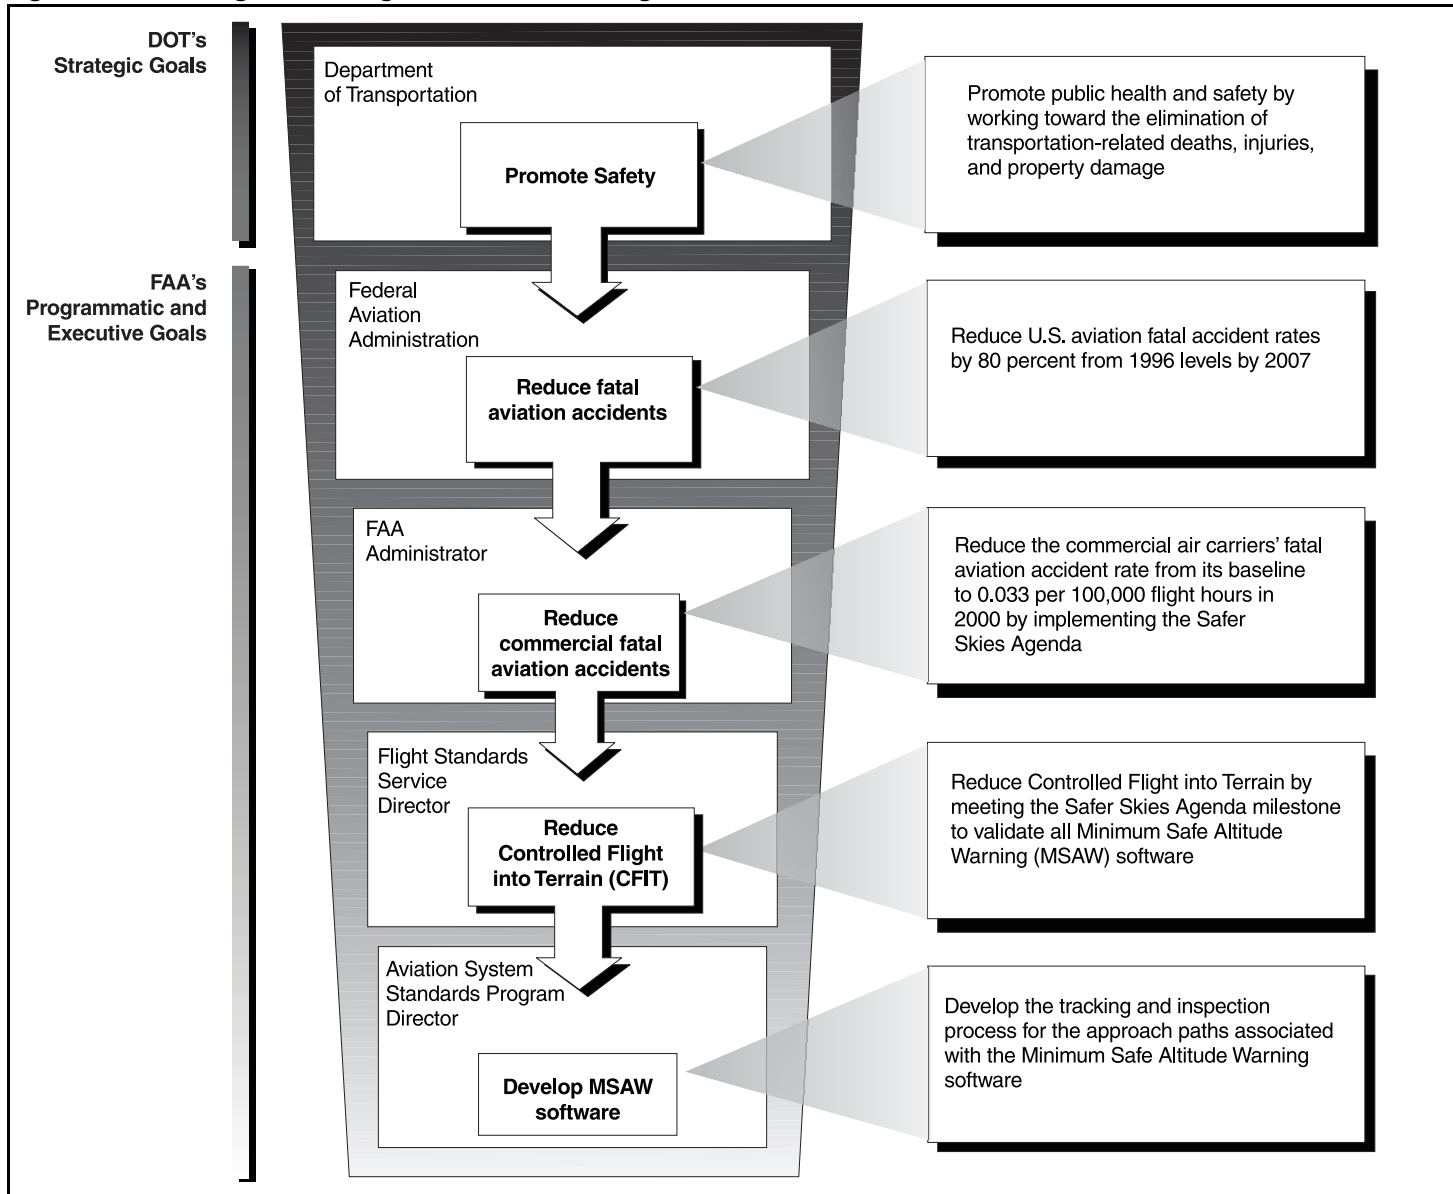 DOT's
Strategic Goals
Department
of Transportation
Promote Safety
Promote public health and safety by
working toward the elimination of
transportation-related deaths, injuries,
and property damage
FAA's
Programmatic and
Executive Goals
Federal
Aviation
Administration
Reduce fatal
aviation accidents
Reduce U.S. aviation fatal accident rates
by 80 percent from 1996 levels by 2007
FAA
Administrator
Reduce
commercial fatal
aviation accidents
Reduce the commercial air carriers' fatal
aviation accident rate from its baseline
to 0.033 per 100,000 flight hours in
2000 by implementing the Safer
Skies Agenda
Flight Standards
Service
Director
Reduce
Controlled Flight
into Terrain (CFIT)
Reduce Controlled Flight into Terrain by
meeting the Safer Skies Agenda milestone
to validate all Minimum Safe Altitude
Warning (MSAW) software
Aviation System
Standards Program
Director
Develop MSAW
software
Develop the tracking and inspection
process for the approach paths associated
with the Minimum Safe Altitude Warning
software